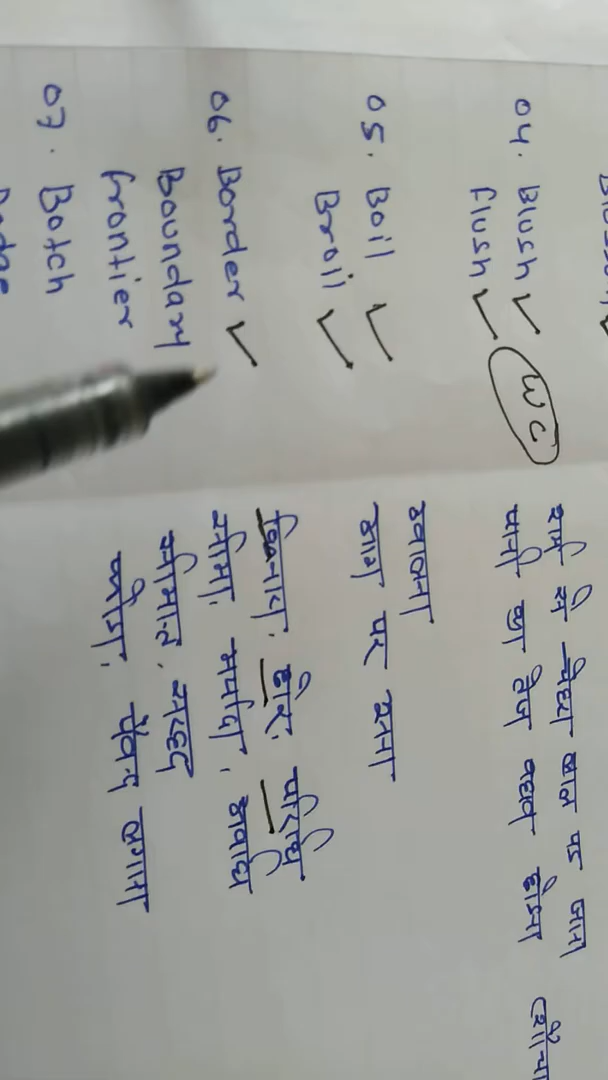 04. Blush ✓ शर्म से चेहरा लाल पड़ जाना
Flush ✓ WC पानी का तेज बहाव होना
05. Boil ✓ उबालना
Broil ✓ आग पर
06. Border ✓ किनारा, छोर, परिधि
Boundary सीमा, मर्यादा, अवधि
frontier सीमांत, सरहद
07. Botch फोड़ा, पैबन्द लगाना